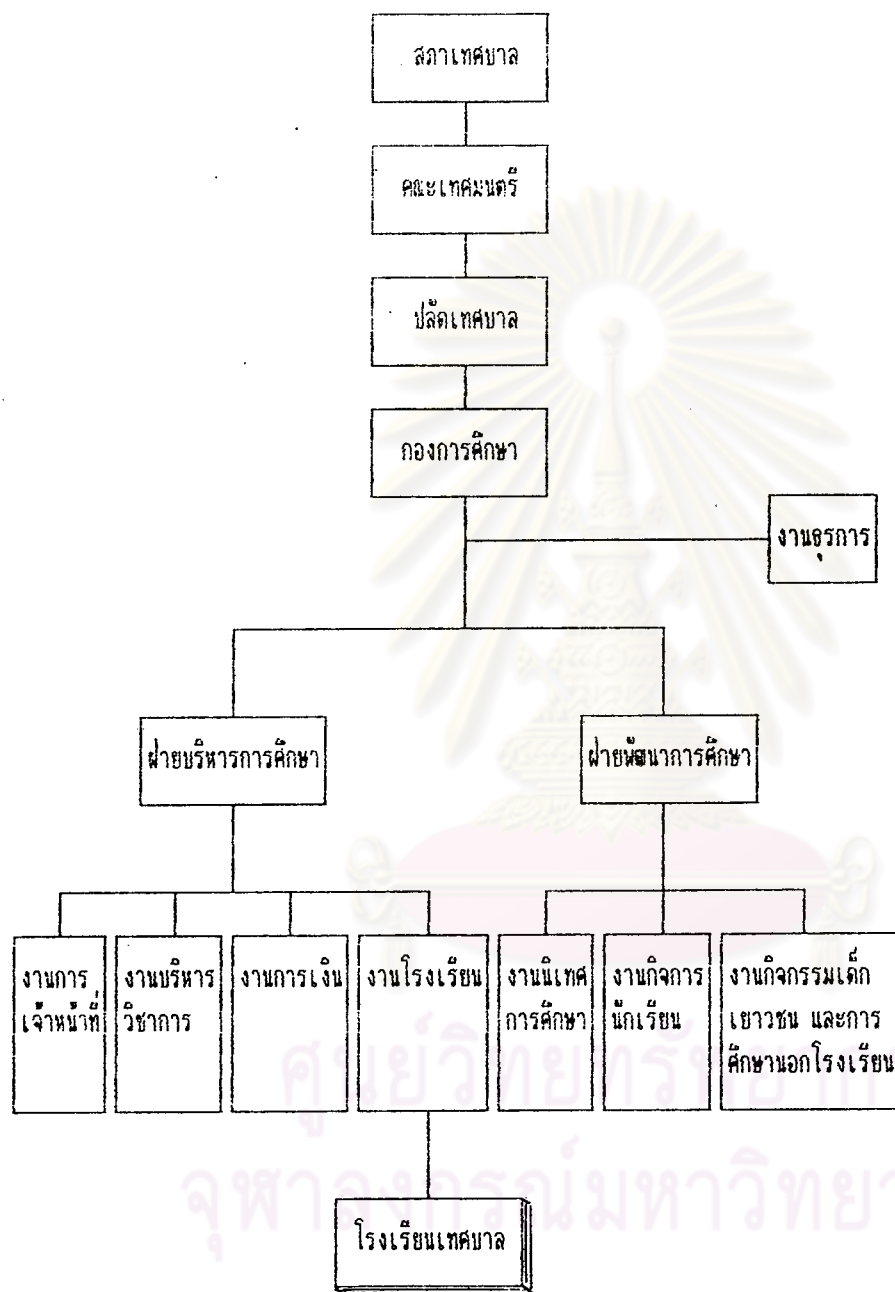 สภาเทศบาล
คณะเทศมนตรี
ปลัดเทศบาล
กองการศึกษา
งานธุรการ
ฝ่ายบริหารการศึกษา
ฝ่ายพัฒนาการศึกษา
งานการ
เจ้าหน้าที่
งานบริหาร
วิชาการ
งานการเงิน
งานโรงเรียน
งานนิเทศ
การศึกษา
งานกิจการ
นักเรียน
งานกิจกรรมเด็ก
เยาวชน และการ
ศึกษานอกโรงเรียน
โรงเรียนเทศบาล
ศูนย์วิทยทรัพยาก
จุฬาลงกรณ์มหาวิทยา